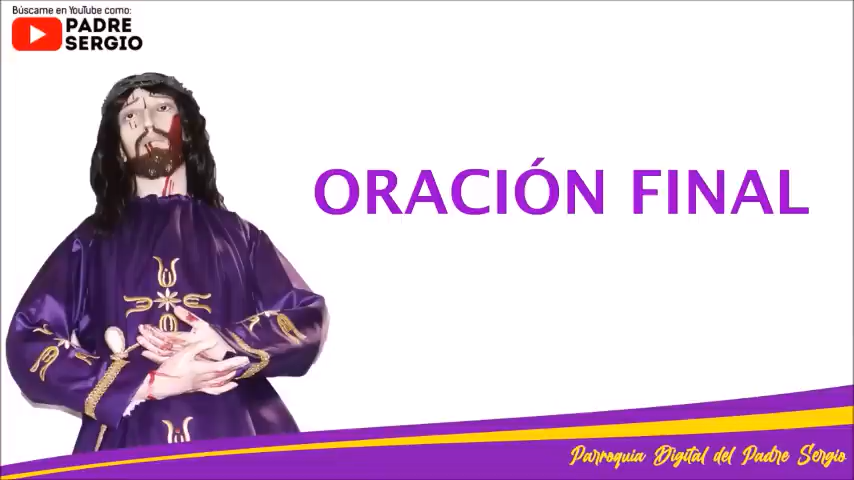 Búscame en YouTube como:
PADRE
SERGIO
ORACIÓN FINAL
Parroquia Digital del Padre Sergio